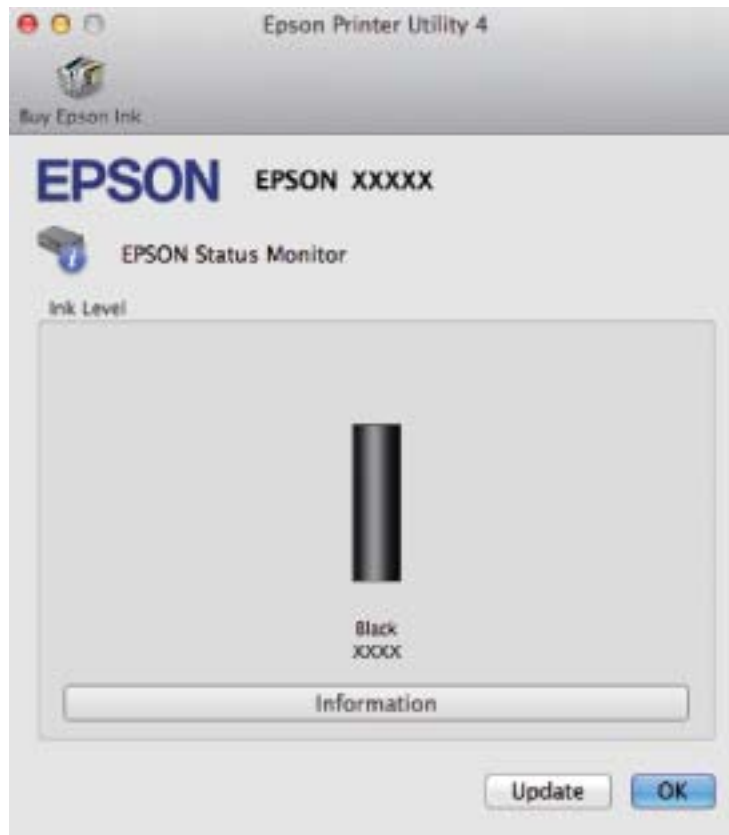 Epson Printer Utility 4
Buy Epson Ink
EPSON EPSON XXXXX
EPSON Status Monitor
Ink Level
Black
XXXX
Information
Update OK